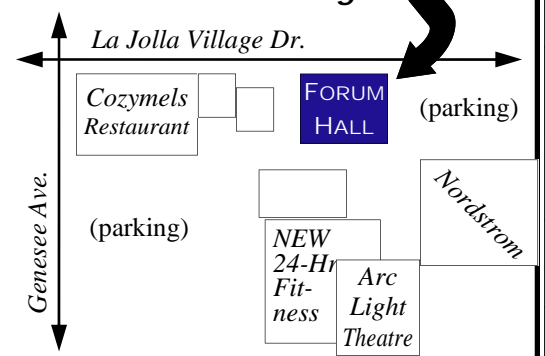 La Jolla Village Dr.
Cozymels
Restaurant
FORUM
HALL
(parking)
Genesee Ave.
(parking)
Nordstrom
NEW
24-Hr
Fit-
ness
Arc
Light
Theatre